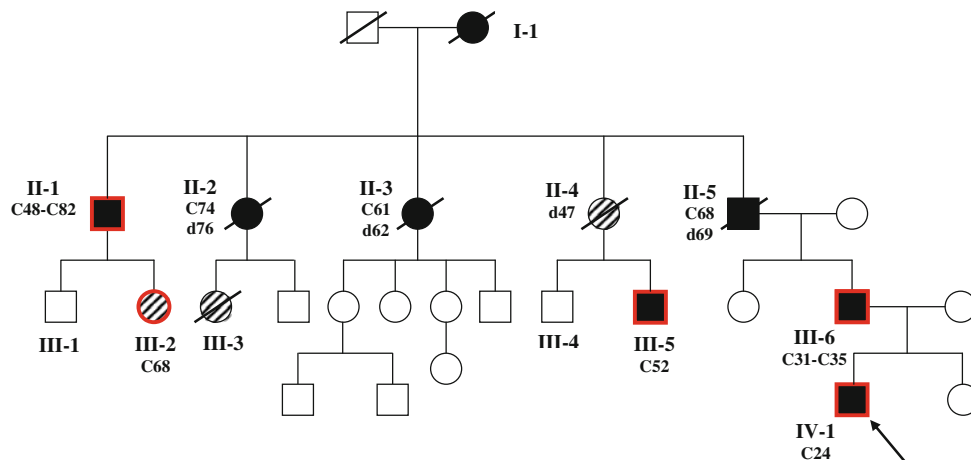 I-1
II-1
C48-C82
II-2
C74
d76
II-3
C61
d62
II-4
d47
II-5
C68
d69
III-1
III-2
C68
III-3
III-4
III-5
C52
III-6
C31-C35
IV-1
C24